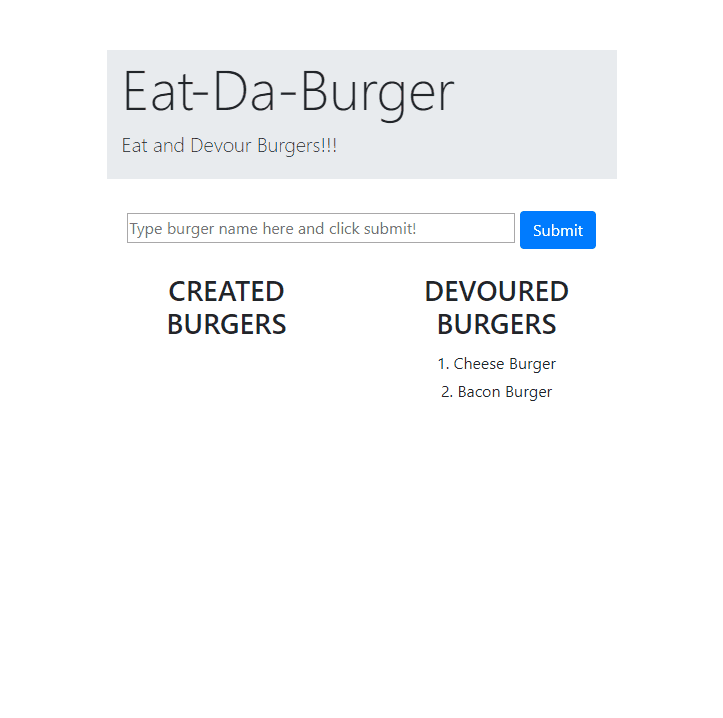 Eat-Da-Burger
Eat and Devour Burgers!!!
Type burger name here and click submit! Submit
CREATED
BURGERS
DEVOURED
BURGERS
1. Cheese Burger
2. Bacon Burger